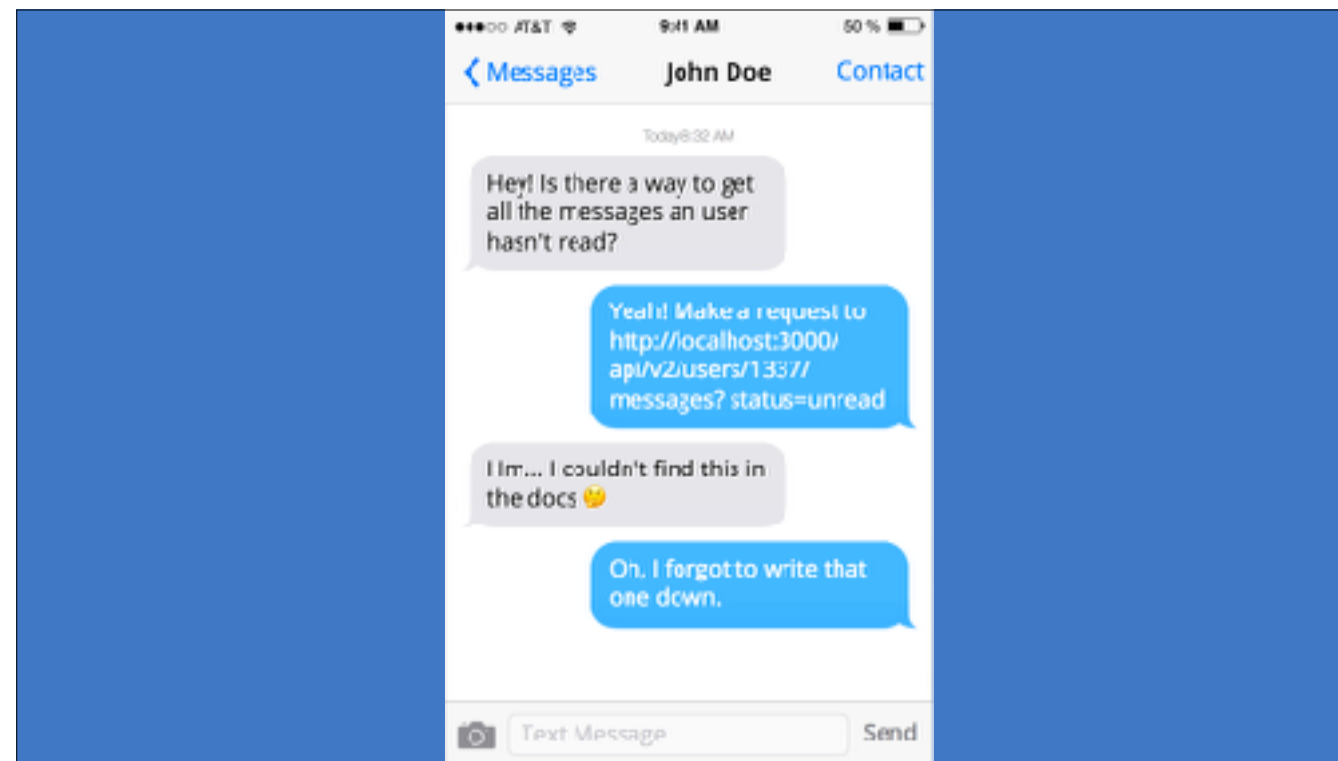 AT&T 9:41 AM 50 %
Messages John Doe Contact
Today 8:32 AM
Hey! Is there a way to get
all the messages an user
hasn't read?
Yeah! Make a request to
http://localhost:3000/
api/v2/users/1337/
messages? status=unread
Hm... I couldn't find this in
the docs 🤔
Oh, I forgot to write that
one down.
Text Message Send